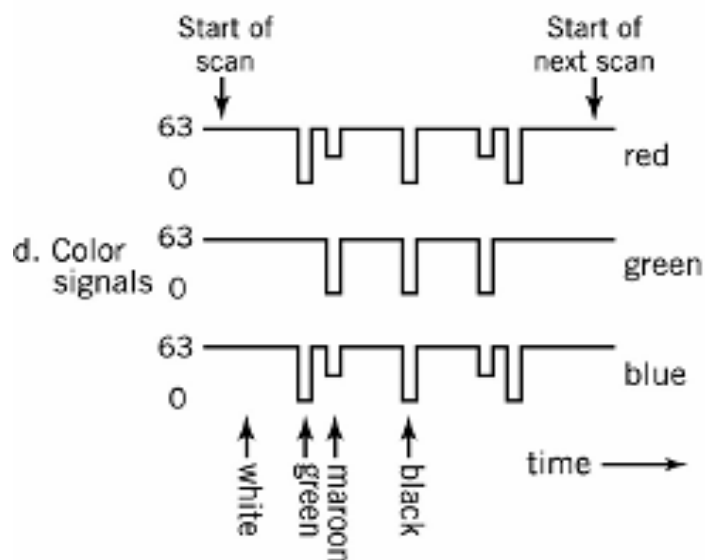 Start of
scan
Start of
next scan
63
0
red
d. Color
signals
63
0
green
63
0
blue
white
green
maroon
black
time